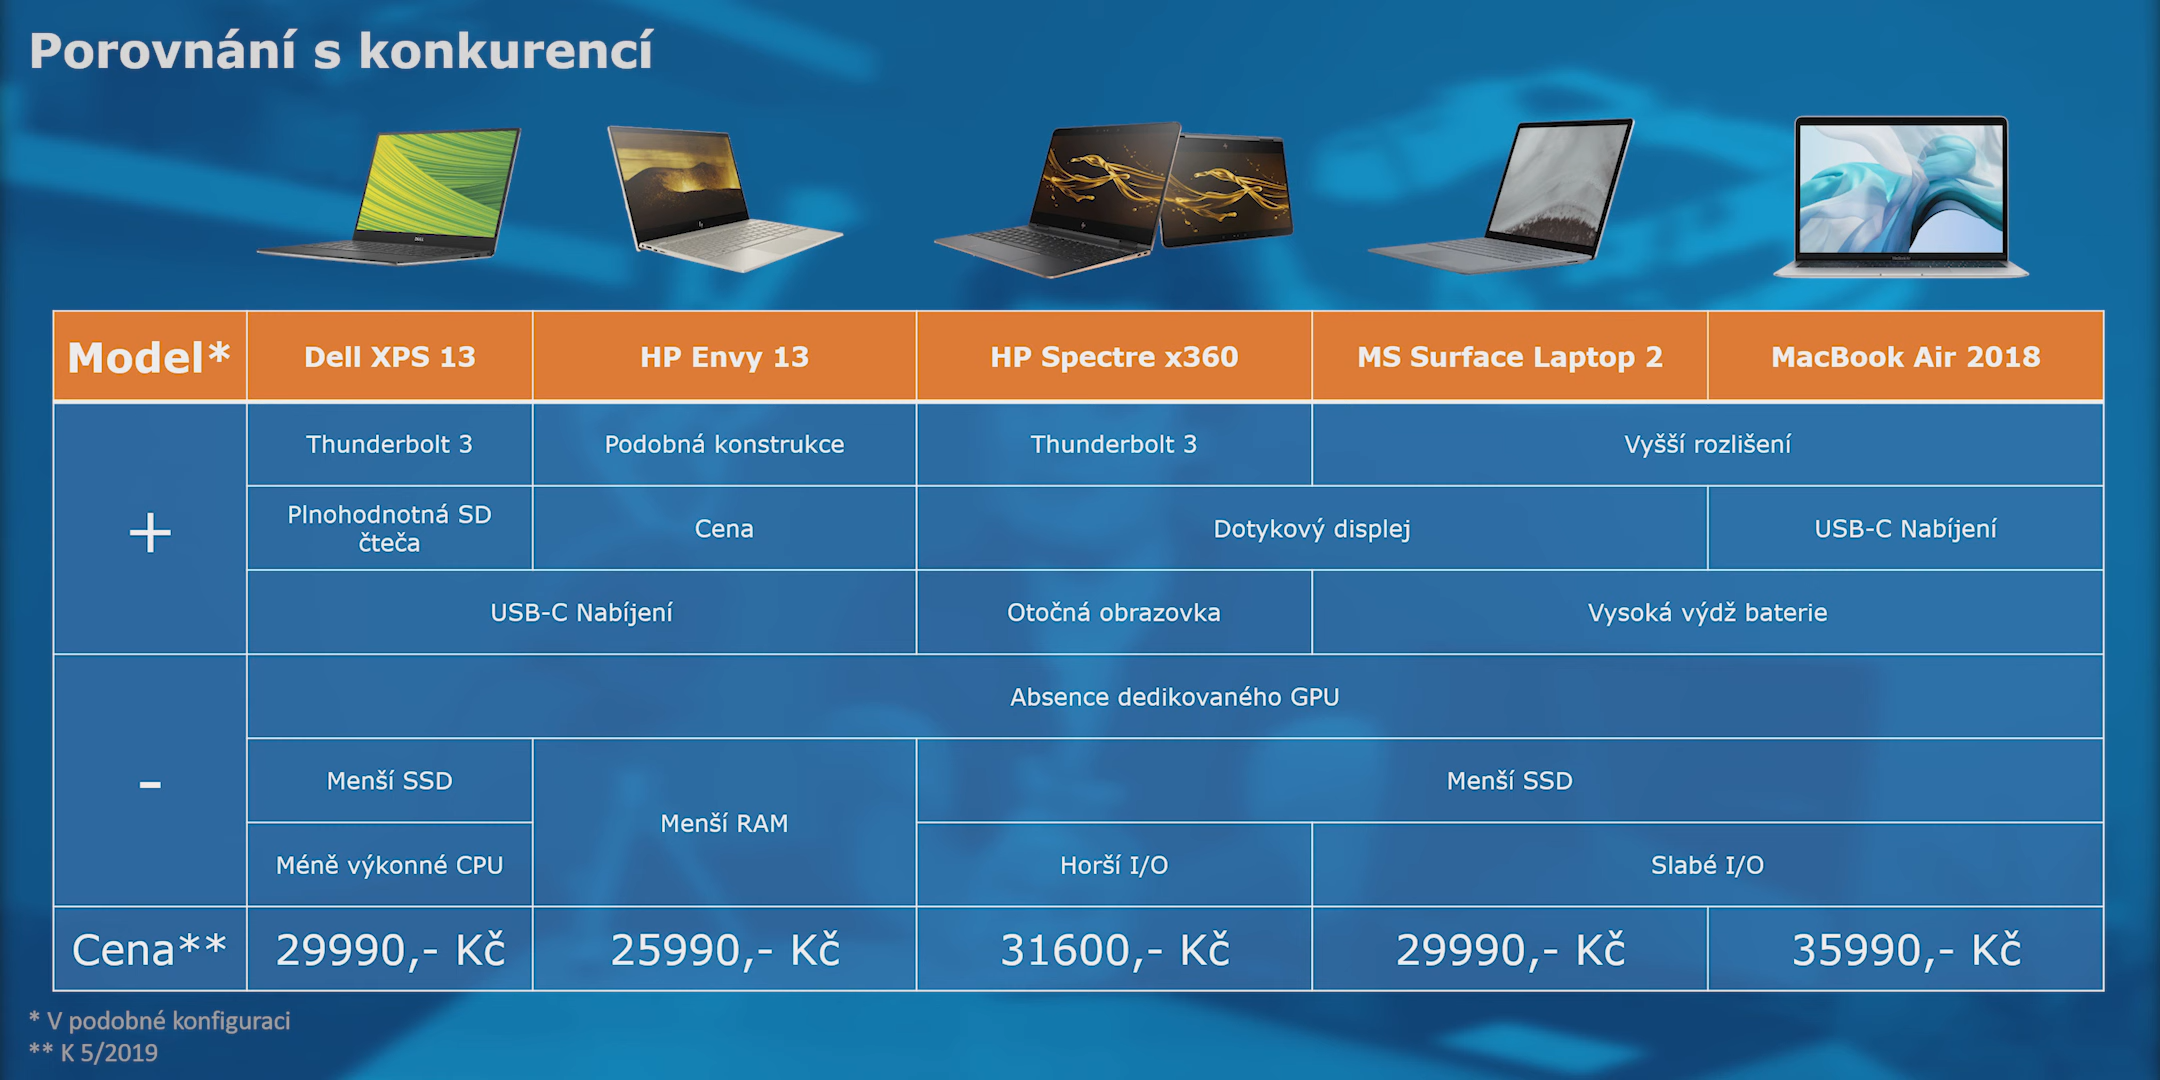 Porovnání s konkurencí
Model*
Dell XPS 13
HP Envy 13
HP Spectre x360
MS Surface Laptop 2
MacBook Air 2018
+
Thunderbolt 3
Podobná konstrukce
Thunderbolt 3
Vyšší rozlišení
Plnohodnotná SD
čteča
Cena
Dotykový displej
USB-C Nabíjení
USB-C Nabíjení
Otočná obrazovka
Vysoká výdž baterie
-
Absence dedikovaného GPU
Menší SSD
Menší RAM
Menší SSD
Méně výkonné CPU
Horší I/O
Slabé I/O
Cena**
29990,- Kč
25990,- Kč
31600,- Kč
29990,- Kč
35990,- Kč
* V podobné konfiguraci
** K 5/2019